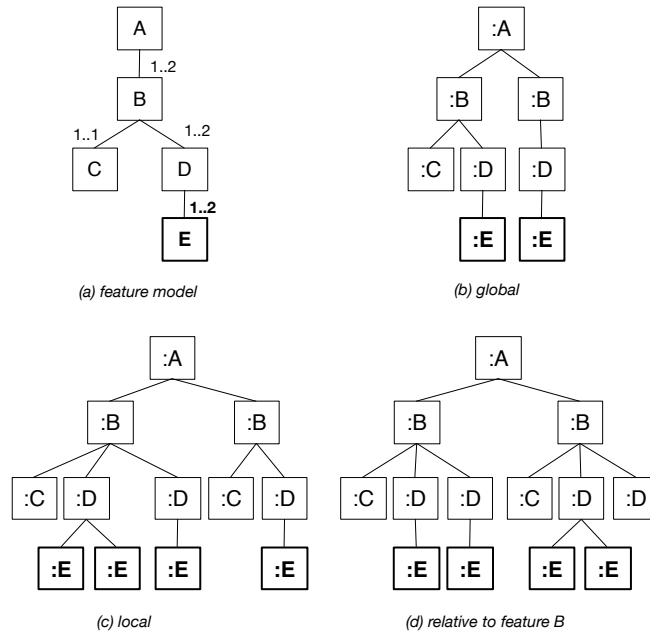 A
1..2
B
1..1 1..2
C D
1..2
E
(a) feature model
:A
:B :B
:C :D :D
:E :E
(b) global
:A
:B :B
:C :D :D :C :D
:E :E :E :E
(c) local
:A
:B :B
:C :D :D :C :D :D
:E :E :E :E
(d) relative to feature B